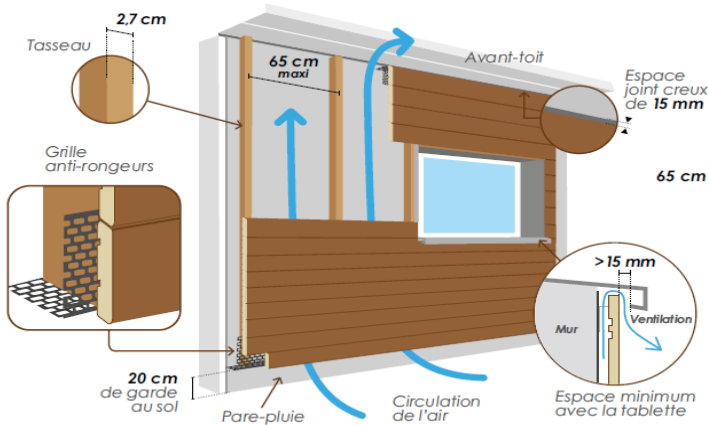 2,7 cm
Tasseau
65 cm
maxi
Avant-toit
Espace
joint creux
de 15 mm
Grille
anti-rongeurs
65 cm
>15 mm
Ventilation
Mur
20 cm
de garde
au sol
Pare-pluie
Circulation
de l'air
Espace minimum
avec la tablette